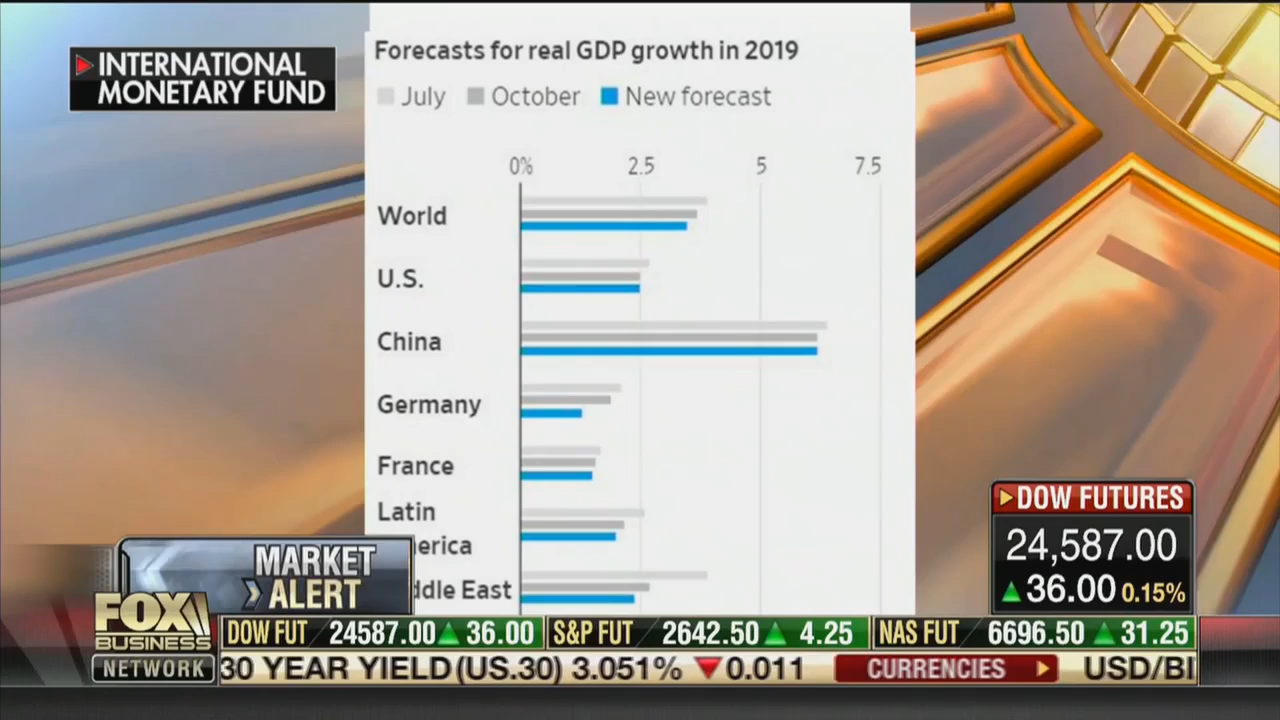 INTERNATIONAL
MONETARY FUND
Forecasts for real GDP growth in 2019
July October New forecast
0% 2.5 5 7.5
World
U.S.
China
Germany
France
Latin
erica
ddle East
MARKET
ALERT
DOW FUTURES
24,587.00
36.00 0.15%
FOX
BUSINESS
NETWORK
DOW FUT 24587.00 36.00 S&P FUT 2642.50 4.25 NAS FUT 6696.50 31.25
30 YEAR YIELD (US.30) 3.051% 0.011 CURRENCIES USD/BI